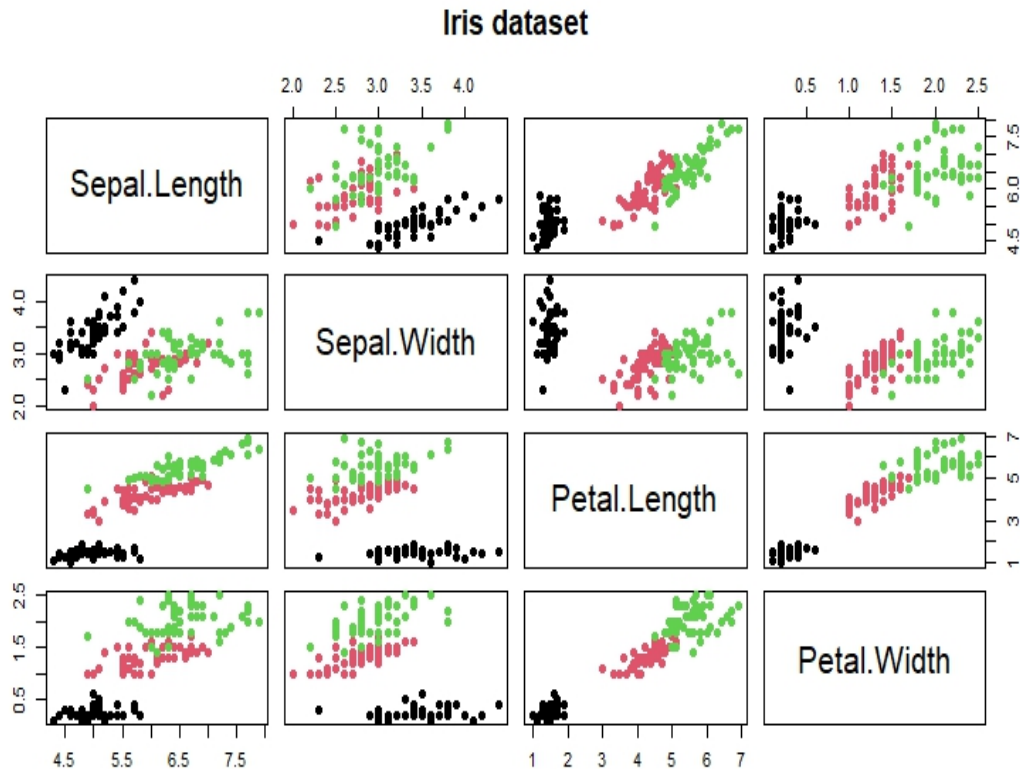 Iris dataset
2.0 2.5 3.0 3.5 4.0
0.5 1.0 1.5 2.0 2.5
Sepal.Length
4.5 6.0 7.5
2.0 3.0 4.0
Sepal.Width
Petal.Length
1 3 5 7
0.5 1.5 2.5
Petal.Width
4.5 5.5 6.5 7.5
1 2 3 4 5 6 7